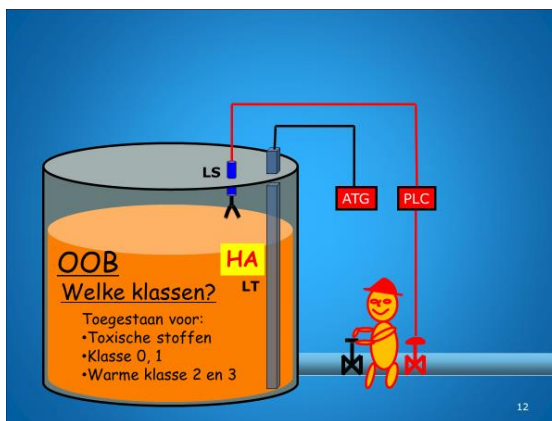 LS
ATG
PLC
OOB
HA
Welke klassen?
LT
Toegestaan voor:
•Toxische stoffen
•Klasse 0, 1
•Warme klasse 2 en 3
12